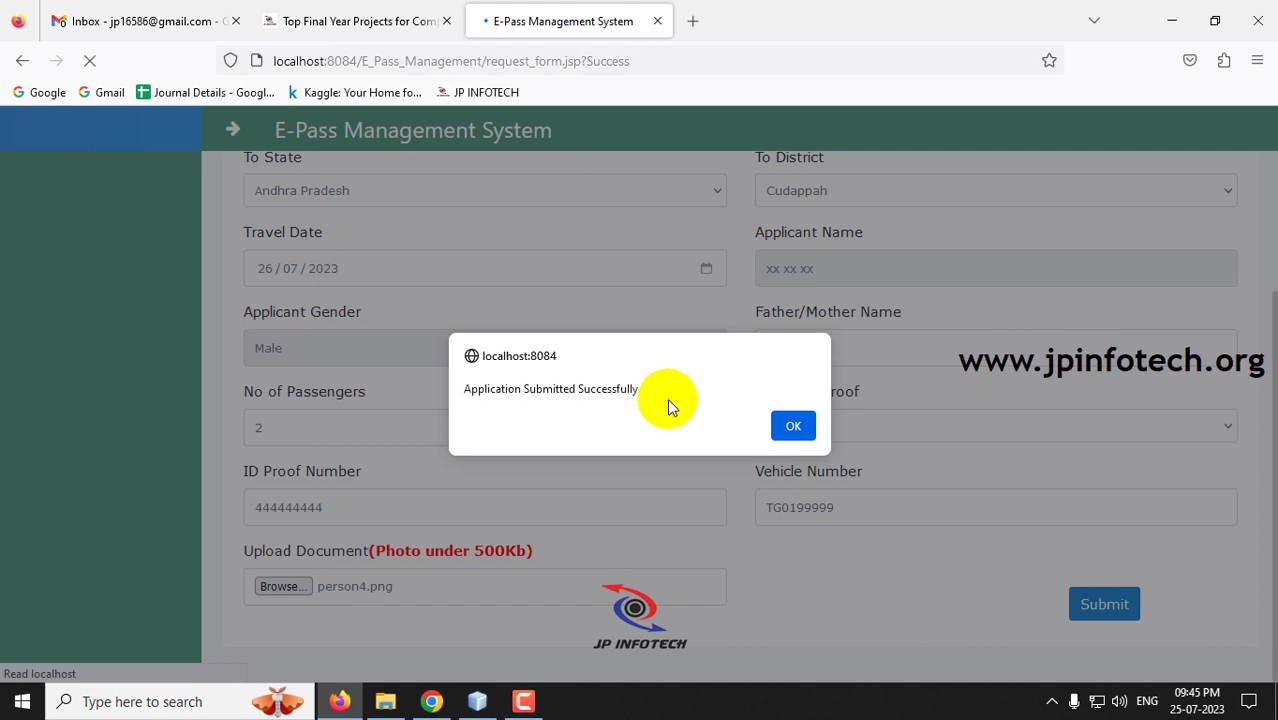 Inbox - jp16586@gmail.com - G
Top Final Year Projects for Comp
E-Pass Management System
localhost:8084/E_Pass_Management/request_form.jsp?Success
Google
Gmail
Journal Details - Googl...
Kaggle: Your Home fo...
JP INFOTECH
E-Pass Management System
To State
To District
Andhra Pradesh
Cudappah
Travel Date
Applicant Name
26 / 07 / 2023
xx xx xx
Applicant Gender
Father/Mother Name
Male
www.jpinfotech.org
localhost:8084
Application Submitted Successfully
OK
No of Passengers
2
ID Proof Number
Vehicle Number
444444444
TG0199999
Upload Document(Photo under 500Kb)
Browse... person4.png
Submit
JP INFOTECH
Read localhost
Type here to search
ENG
09:45 PM
25-07-2023